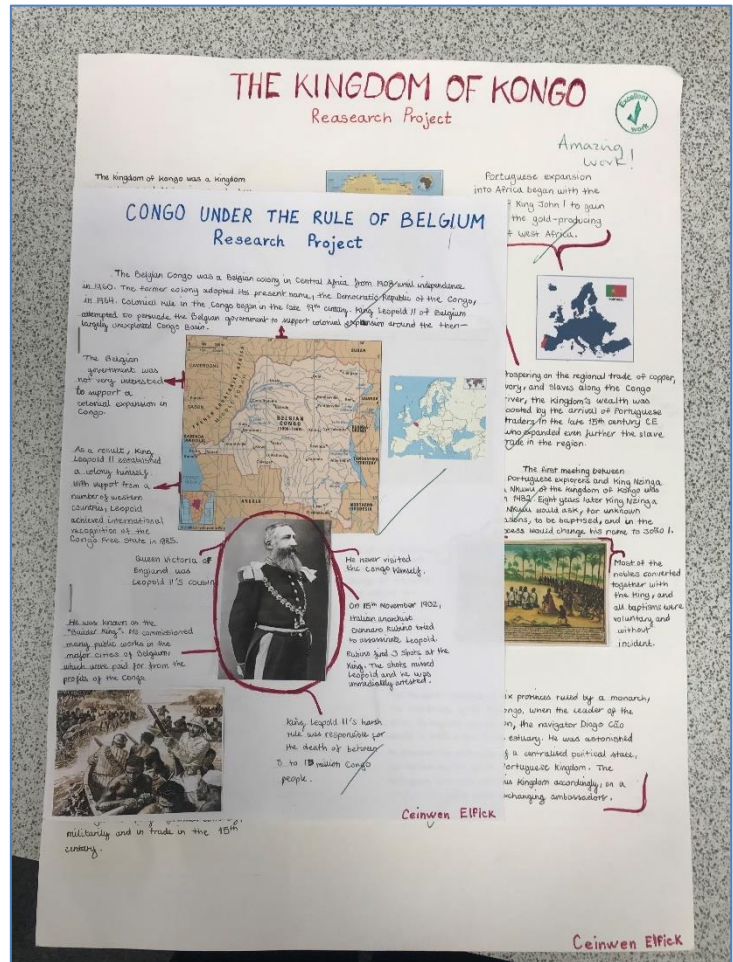 THE KINGDOM OF KONGO
Reasearch Project
Excellent
work
Amazing
work!
The Kingdom of Kongo was a Kingdom
Portuguese expansion
into Africa began with the
King John I to gain
the gold-producing
West Africa.
CONGO UNDER THE RULE OF BELGIUM
Research Project
The Belgian Congo was a Belgian colony in Central Africa from 1908 until independence
in 1960. The former colony adopted its present name, the Democratic Republic of the Congo,
in 1964. Colonial rule in the Congo began in the late 19th century. King Leopold II of Belgium
attempted to persuade the Belgian government to support colonial expansion around the then-
largely unexplored Congo Basin.
The Belgian
government was
not very interested
to support a
colonial expansion in
Congo.
BELGIAN
CONGO
ANGOLA
As a result, King
Leopold II established
a colony himself
With support from a
number of western
countries, Leopold
achieved international
recognition of the
Congo Free State in 1885.
Queen Victoria of
England was
Leopold II's cousin
He was known as the
"Builder King". He commissioned
many public works in the
major cities of Belgium
which were paid for from the
profits of the Congo.
He never visited
the Congo himself.
On 15th November 1902,
Italian anarchist
Gennaro Rubino tried
to assassinate Leopold.
Rubino fired 3 shots at the
King. The shots missed
Leopold and he was
immediatly arrested.
King Leopold II's harsh
rule was responsible for
the death of between
to million Congo
people.
Ceinwen Elfick
Prospering on the regional trade of copper,
ivory, and slaves along the Congo
river, the Kingdom's wealth was
boosted by the arrival of Portuguese
traders in the late 15th century CE
who expanded even further the slave
trade in the region.
The first meeting between
Portuguese explorers and King Nzinga
Nkuwu of the Kingdom of Kongo was
in 1482. Eight years later King Nzinga
Nkuwu would ask, for unknown
to be baptised, and in the
would change his name to João I.
Most of the
nobles converted
together with
the King, and
all baptisms were
voluntary and
without
incident.
provinces ruled by a monarch,
when the leader of the
the navigator Diogo Cão
estuary. He was astonished
a centralised political state,
Kingdom. The
Kingdom accordingly, on a
ambassadors.
militarily and in trade in the 15th
century.
Ceinwen Elfick